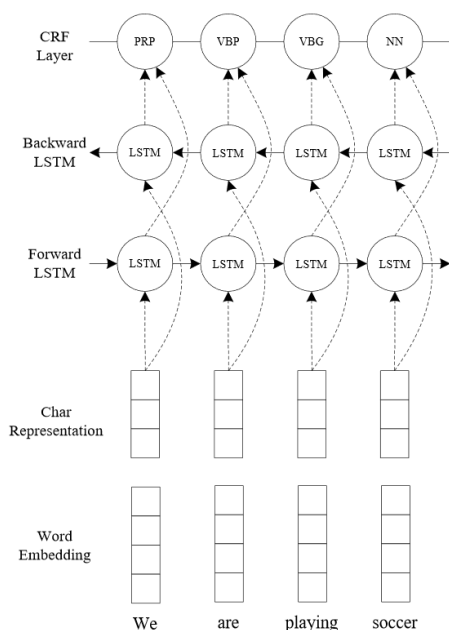 CRF
Layer
PRP VBP VBG NN
Backward
LSTM
LSTM LSTM LSTM LSTM
Forward
LSTM
LSTM LSTM LSTM LSTM
Char
Representation
Word
Embedding
We are playing soccer